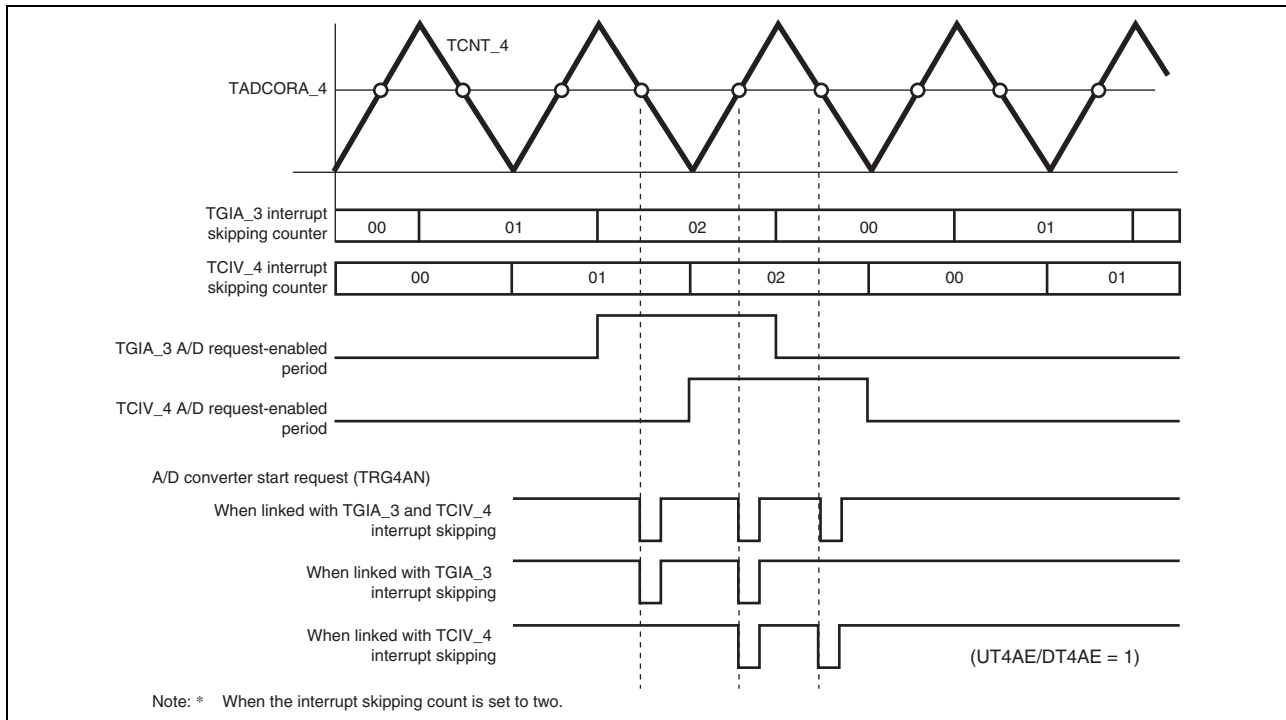 TCNT_4
TADCORA_4
TGIA_3 interrupt
skipping counter
00 01 02 00 01
TCIV_4 interrupt
skipping counter
00 01 02 00 01
TGIA_3 A/D request-enabled
period
TCIV_4 A/D request-enabled
period
A/D converter start request (TRG4AN)
When linked with TGIA_3 and TCIV_4
interrupt skipping
When linked with TGIA_3
interrupt skipping
When linked with TCIV_4
interrupt skipping
(UT4AE/DT4AE = 1)
Note: * When the interrupt skipping count is set to two.